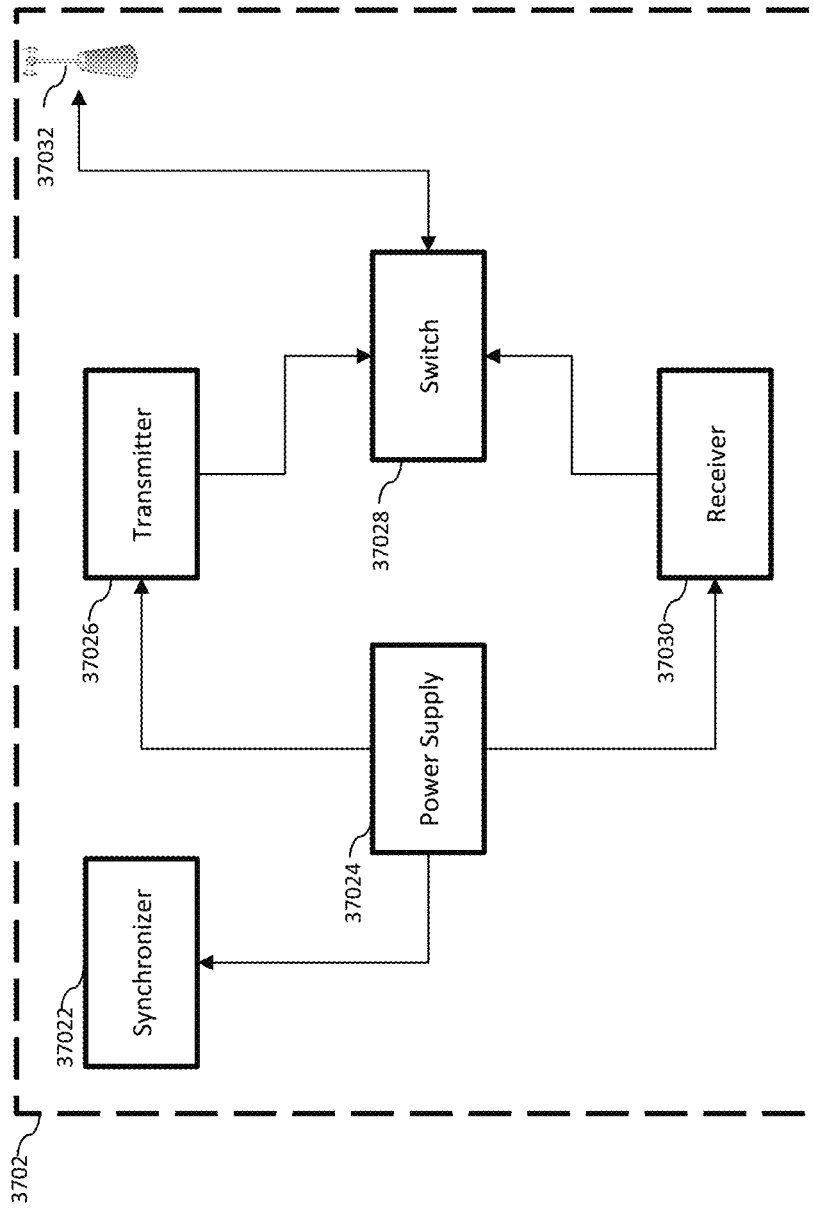 3702
37022
Synchronizer
37024
Power Supply
37026
Transmitter
37028
Switch
37030
Receiver
37032